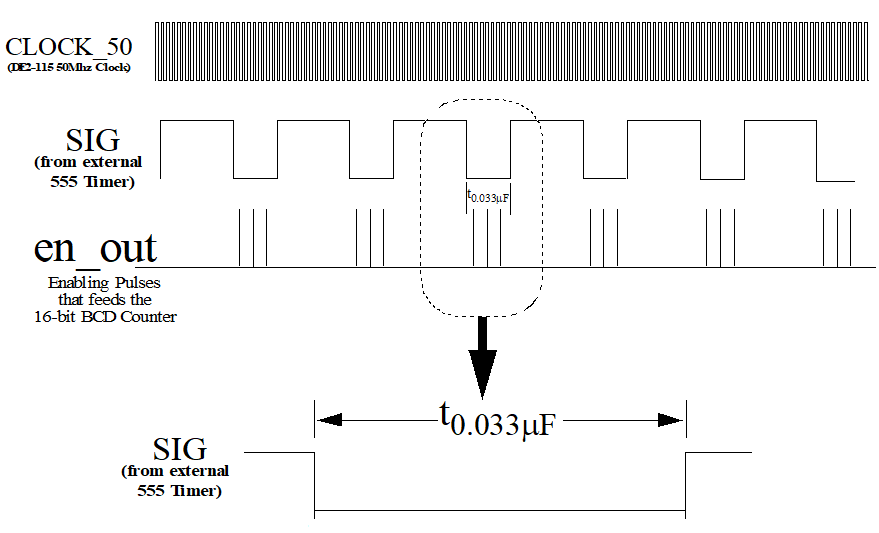 CLOCK_50
(DE2-115 50Mhz Clock)
SIG
(from external
555 Timer)
t0.033µF
en_out
Enabling Pulses
that feeds the
16-bit BCD Counter
t0.033µF
SIG
(from external
555 Timer)